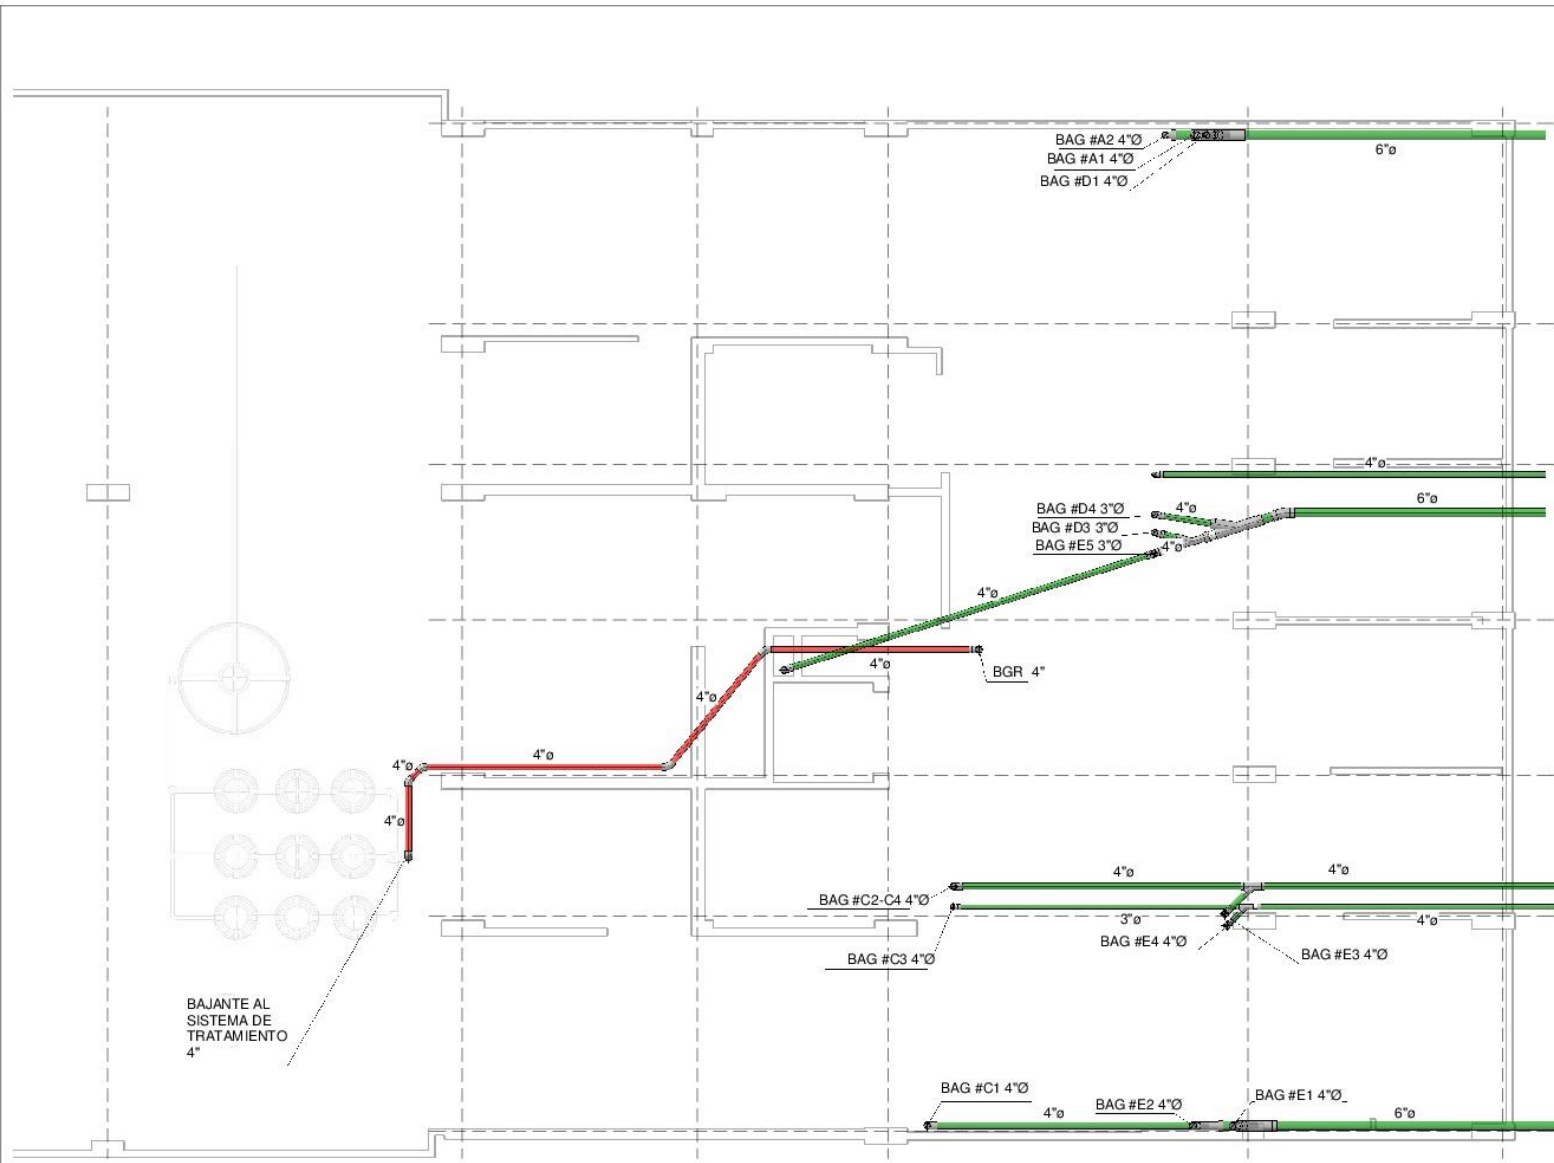 BAG #A2 4"Ø
6"ø
BAG #A1 4"Ø
BAG #D1 4"Ø
4"ø
6"ø
BAG #D4 3"Ø
4"ø
BAG #D3 3"Ø
BAG #E5 3"Ø
4"ø
4"ø
4"ø
BGR 4"
4"ø
4"ø
4"ø
4"ø
4"ø
4"ø
BAG #C2-C4 4"Ø
3"ø
4"ø
BAG #E4 4"Ø
BAG #E3 4"Ø
BAG #C3 4"Ø
BAJANTE AL
SISTEMA DE
TRATAMIENTO
4"
BAG #C1 4"Ø
BAG #E2 4"Ø
BAG #E1 4"Ø
4"ø
6"ø